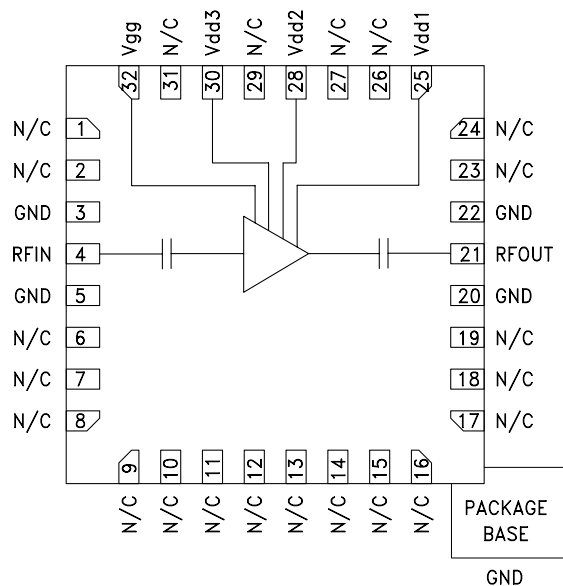 Vgg N/C Vdd3 N/C Vdd2 N/C N/C Vdd1
32 31 30 29 28 27 26 25
N/C 1 24 N/C
N/C 2 23 N/C
GND 3 22 GND
RFIN 4 21 RFOUT
GND 5 20 GND
N/C 6 19 N/C
N/C 7 18 N/C
N/C 8 17 N/C
9 10 11 12 13 14 15 16
N/C N/C N/C N/C N/C N/C N/C N/C
PACKAGE
BASE
GND